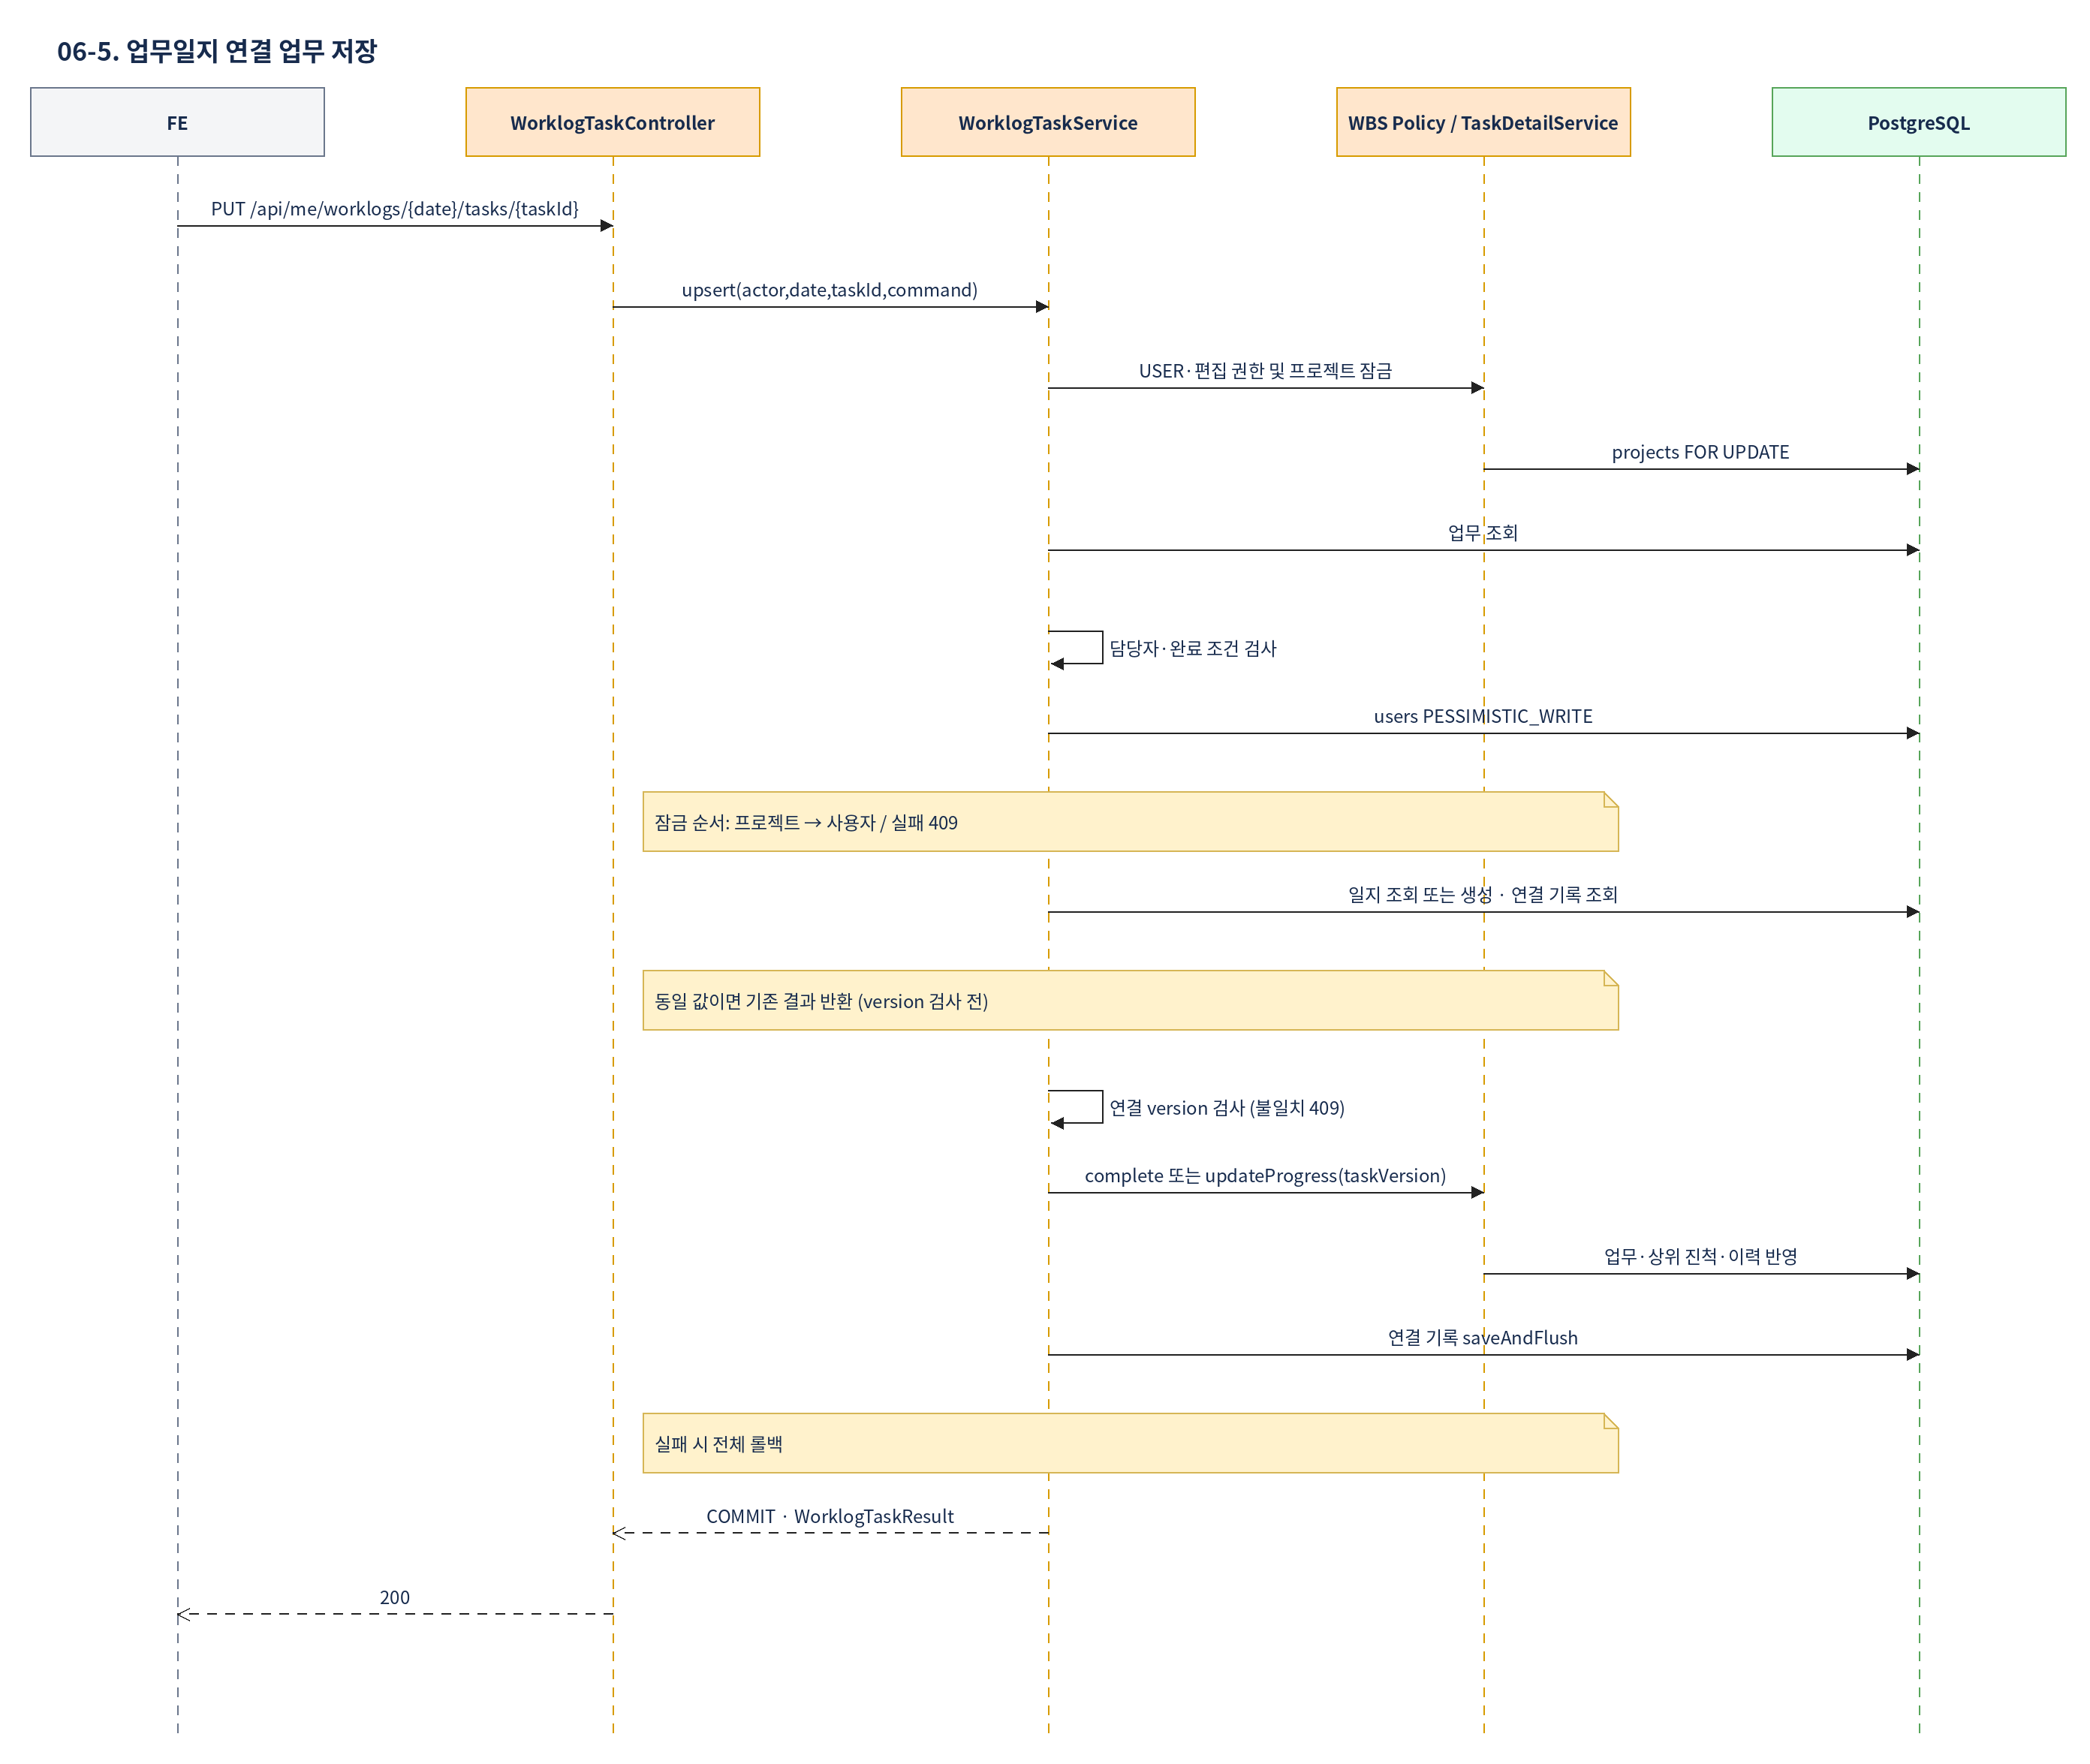 06-5. 업무일지 연결 업무 저장
FE
WorklogTaskController
WorklogTaskService
WBS Policy / TaskDetailService
PostgreSQL
PUT /api/me/worklogs/{date}/tasks/{taskId}
upsert(actor,date,taskId,command)
USER·편집 권한 및 프로젝트 잠금
projects FOR UPDATE
업무 조회
담당자·완료 조건 검사
users PESSIMISTIC_WRITE
잠금 순서: 프로젝트 → 사용자 / 실패 409
일지 조회 또는 생성 · 연결 기록 조회
동일 값이면 기존 결과 반환 (version 검사 전)
연결 version 검사 (불일치 409)
complete 또는 updateProgress(taskVersion)
업무·상위 진척·이력 반영
연결 기록 saveAndFlush
실패 시 전체 롤백
COMMIT · WorklogTaskResult
200